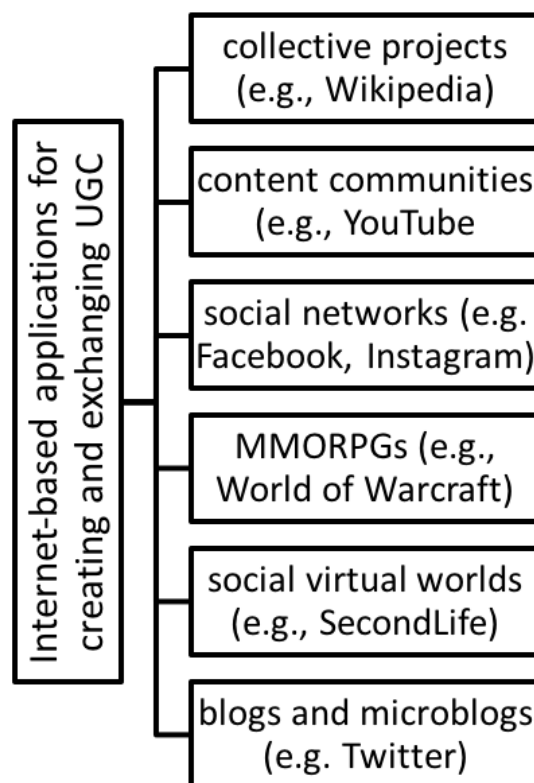 Internet-based applications for
creating and exchanging UGC
collective projects
(e.g., Wikipedia)
content communities
(e.g., YouTube
social networks (e.g.
Facebook, Instagram)
MMORPGs (e.g.,
World of Warcraft)
social virtual worlds
(e.g., SecondLife)
blogs and microblogs
(e.g. Twitter)